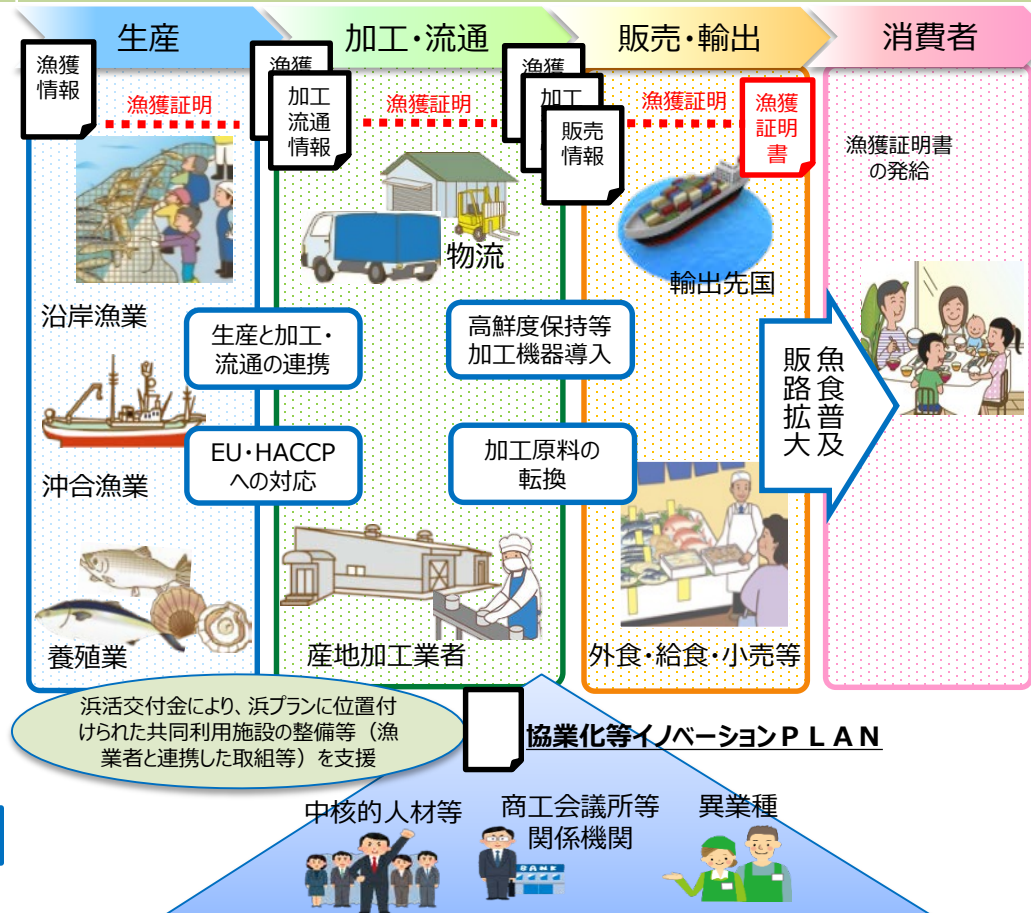 生産
加工・流通
販売・輸出
消費者
漁獲
情報
漁獲証明
漁獲
加工
流通
情報
漁獲証明
漁獲
加工
販売
情報
漁獲証明
漁獲
証明
書
漁獲証明書
の発給
物流
輸出先国
沿岸漁業
生産と加工・
流通の連携
高鮮度保持等
加工機器導入
魚食普及
販路拡大
沖合漁業
EU・HACCP
への対応
加工原料の
転換
養殖業
産地加工業者
外食・給食・小売等
浜活交付金により、浜プランに位置付
けられた共同利用施設の整備等（漁
業者と連携した取組等）を支援
協業化等イノベーションＰＬＡＮ
中核的人材等
商工会議所等
関係機関
異業種
BANK